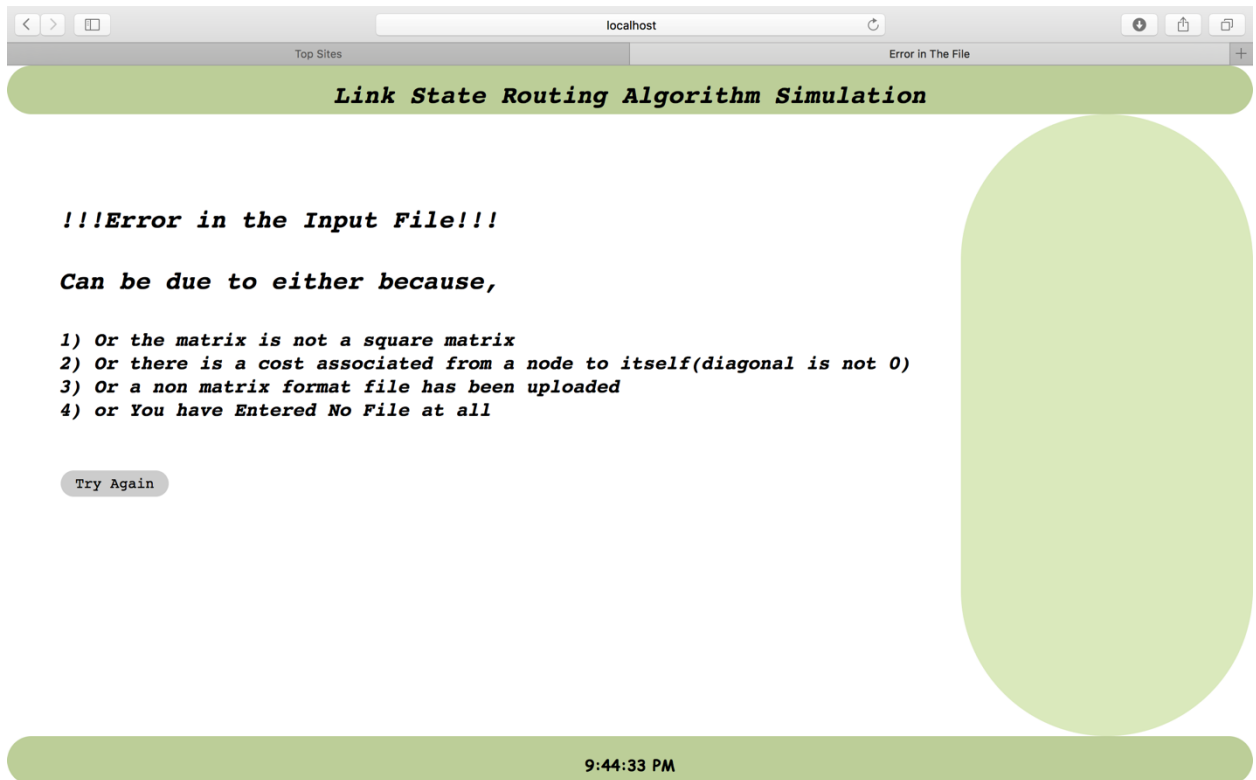 localhost
Top Sites
Error in The File
Link State Routing Algorithm Simulation
!!!Error in the Input File!!!
Can be due to either because,
1) Or the matrix is not a square matrix
2) Or there is a cost associated from a node to itself(diagonal is not 0)
3) Or a non matrix format file has been uploaded
4) or You have Entered No File at all
Try Again
9:44:33 PM